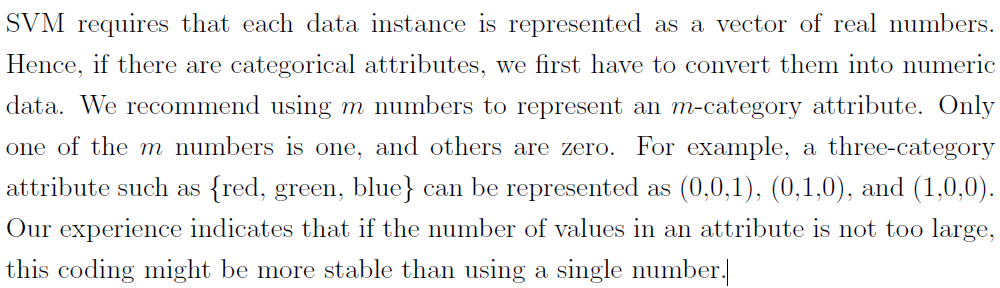 SVM requires that each data instance is represented as a vector of real numbers.
Hence, if there are categorical attributes, we first have to convert them into numeric
data. We recommend using m numbers to represent an m-category attribute. Only
one of the m numbers is one, and others are zero. For example, a three-category
attribute such as {red, green, blue} can be represented as (0,0,1), (0,1,0), and (1,0,0).
Our experience indicates that if the number of values in an attribute is not too large,
this coding might be more stable than using a single number.